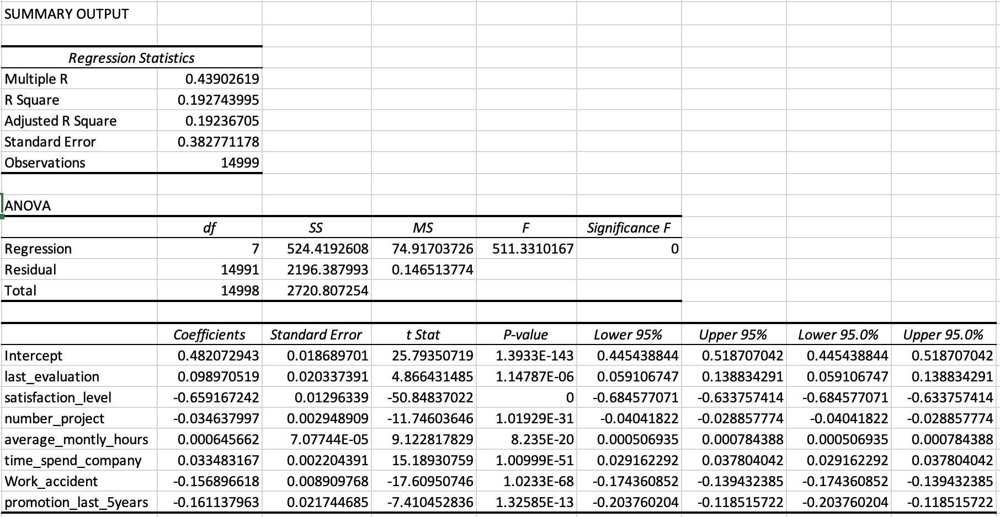 SUMMARY OUTPUT
Regression Statistics
Multiple R 0.43902619
R Square 0.192743995
Adjusted R Square 0.19236705
Standard Error 0.382771178
Observations 14999
ANOVA
df SS MS F Significance F
Regression 7 524.4192608 74.91703726 511.3310167 0
Residual 14991 2196.387993 0.146513774
Total 14998 2720.807254
Coefficients Standard Error t Stat P-value Lower 95% Upper 95% Lower 95.0% Upper 95.0%
Intercept 0.482072943 0.018689701 25.79350719 1.3933E-143 0.445438844 0.518707042 0.445438844 0.518707042
last_evaluation 0.098970519 0.020337391 4.866431485 1.14787E-06 0.059106747 0.138834291 0.059106747 0.138834291
satisfaction_level -0.659167242 0.01296339 -50.84837022 0 -0.684577071 -0.633757414 -0.684577071 -0.633757414
number_project -0.034637997 0.002948909 -11.74603646 1.01929E-31 -0.04041822 -0.028857774 -0.04041822 -0.028857774
average_montly_hours 0.000645662 7.07744E-05 9.122817829 8.235E-20 0.000506935 0.000784388 0.000506935 0.000784388
time_spend_company 0.033483167 0.002204391 15.18930759 1.00999E-51 0.029162292 0.037804042 0.029162292 0.037804042
Work_accident -0.156896618 0.008909768 -17.60950746 1.0233E-68 -0.174360852 -0.139432385 -0.174360852 -0.139432385
promotion_last_5years -0.161137963 0.021744685 -7.410452836 1.32585E-13 -0.203760204 -0.118515722 -0.203760204 -0.118515722